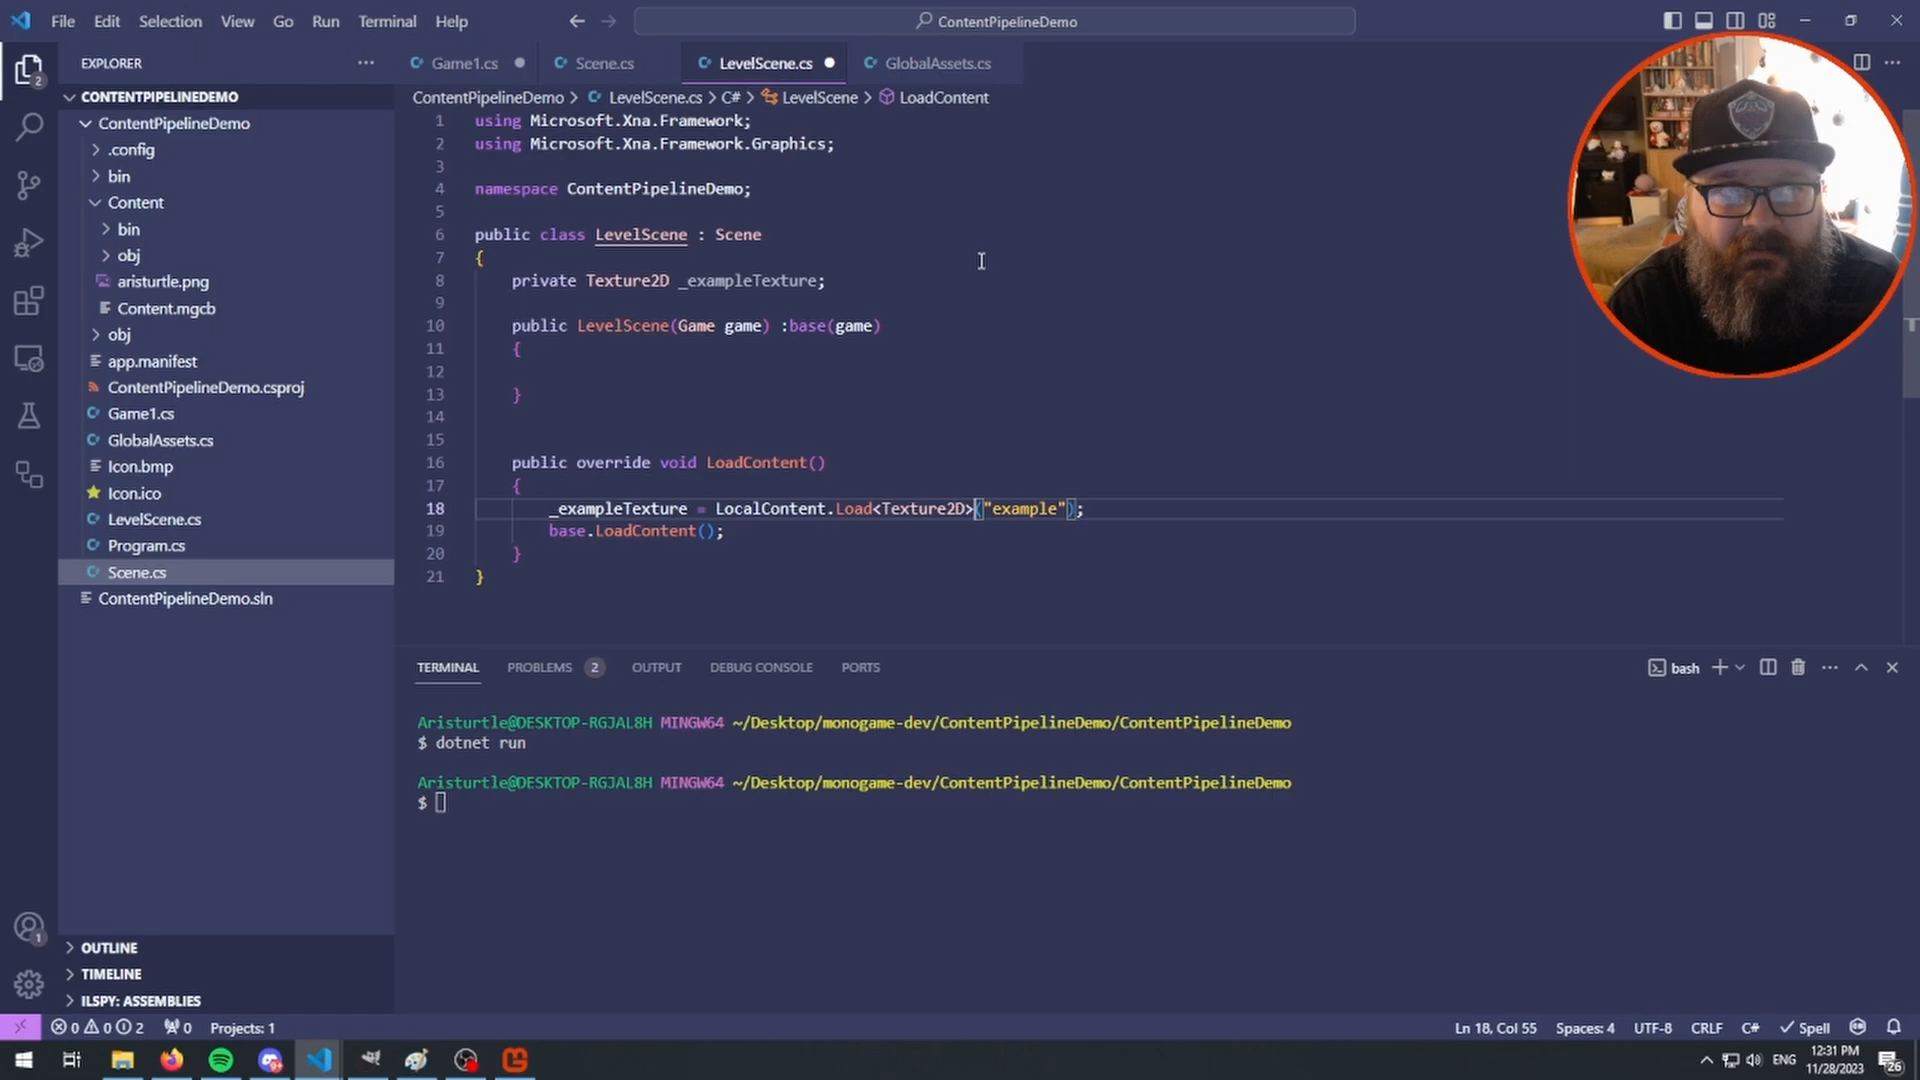 File Edit Selection View Go Run Terminal Help
ContentPipelineDemo
EXPLORER
2
CONTENTPIPELINEDEMO
ContentPipelineDemo
.config
bin
Content
bin
obj
aristurtle.png
Content.mgcb
obj
app.manifest
ContentPipelineDemo.csproj
Game1.cs
GlobalAssets.cs
Icon.bmp
Icon.ico
LevelScene.cs
Program.cs
Scene.cs
ContentPipelineDemo.sln
OUTLINE
TIMELINE
ILSPY: ASSEMBLIES
1
Game1.cs Scene.cs LevelScene.cs GlobalAssets.cs
ContentPipelineDemo > LevelScene.cs > C# > LevelScene > LoadContent
1 using Microsoft.Xna.Framework;
2 using Microsoft.Xna.Framework.Graphics;
3
4 namespace ContentPipelineDemo;
5
6 public class LevelScene : Scene
7 {
8 private Texture2D _exampleTexture;
9
10 public LevelScene(Game game) :base(game)
11 {
12
13 }
14
15
16 public override void LoadContent()
17 {
18 _exampleTexture = LocalContent.Load<Texture2D>("example");
19 base.LoadContent();
20 }
21 }
TERMINAL PROBLEMS 2 OUTPUT DEBUG CONSOLE PORTS
bash
Aristurtle@DESKTOP-RGJAL8H MINGW64 ~/Desktop/monogame-dev/ContentPipelineDemo/ContentPipelineDemo
$ dotnet run
Aristurtle@DESKTOP-RGJAL8H MINGW64 ~/Desktop/monogame-dev/ContentPipelineDemo/ContentPipelineDemo
$
0 0 2 0 Projects: 1
Ln 18, Col 55 Spaces: 4 UTF-8 CRLF C# Spell
ENG
12:31 PM
11/28/2023
26